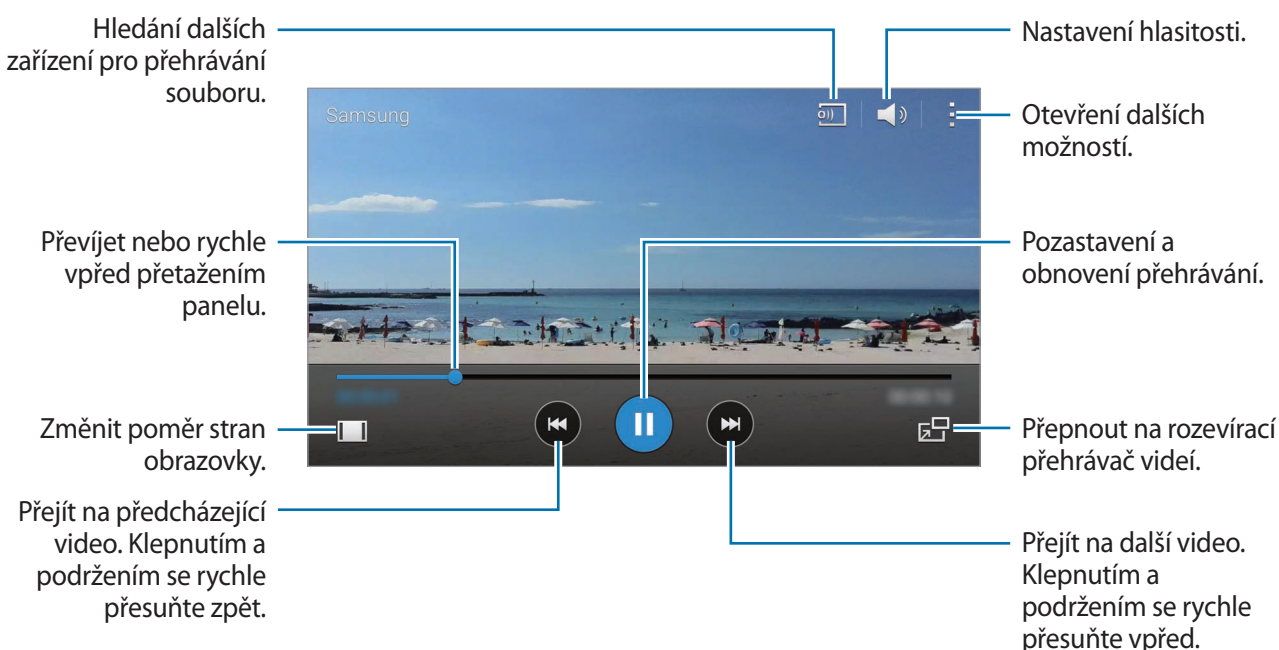 Hledání dalších
zařízení pro přehrávání
souboru.
Nastavení hlasitosti.
Samsung
Otevření dalších
možností.
Převíjet nebo rychle
vpřed přetažením
panelu.
Pozastavení a
obnovení přehrávání.
Změnit poměr stran
obrazovky.
Přepnout na rozevírací
přehrávač videí.
Přejít na předcházející
video. Klepnutím a
podržením se rychle
přesuňte zpět.
Přejít na další video.
Klepnutím a
podržením se rychle
přesuňte vpřed.